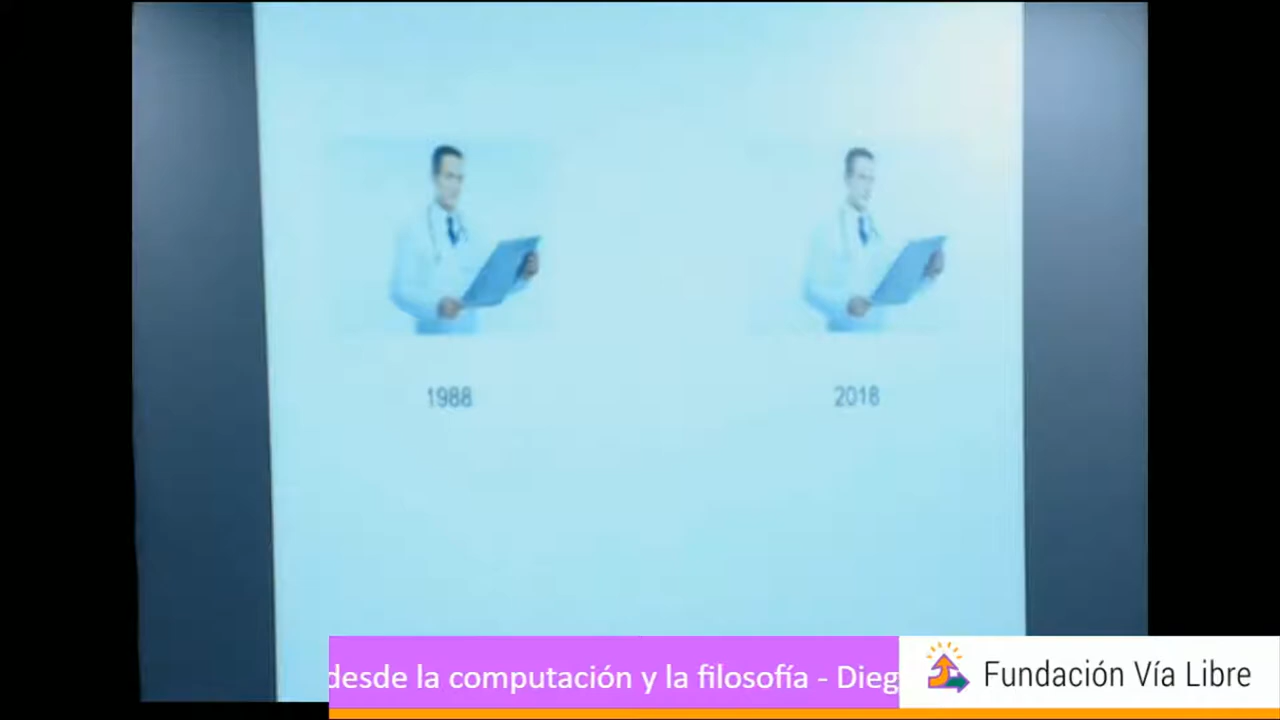 1988
2018
desde la computación y la filosofía - Dieg
Fundación Vía Libre